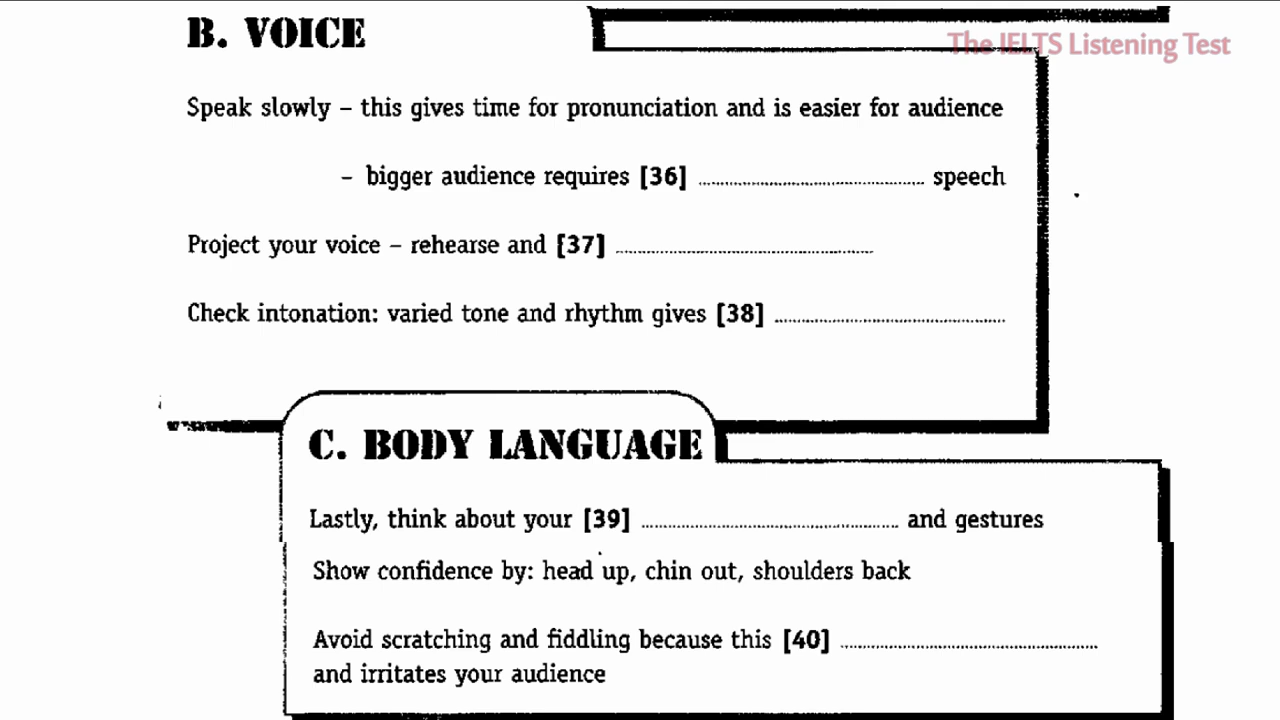 B. VOICE
The IELTS Listening Test
Speak slowly – this gives time for pronunciation and is easier for audience
– bigger audience requires [36] ........................ speech
Project your voice – rehearse and [37] ........................
Check intonation: varied tone and rhythm gives [38] ........................
C. BODY LANGUAGE
Lastly, think about your [39] ........................ and gestures
Show confidence by: head up, chin out, shoulders back
Avoid scratching and fiddling because this [40] ........................
and irritates your audience